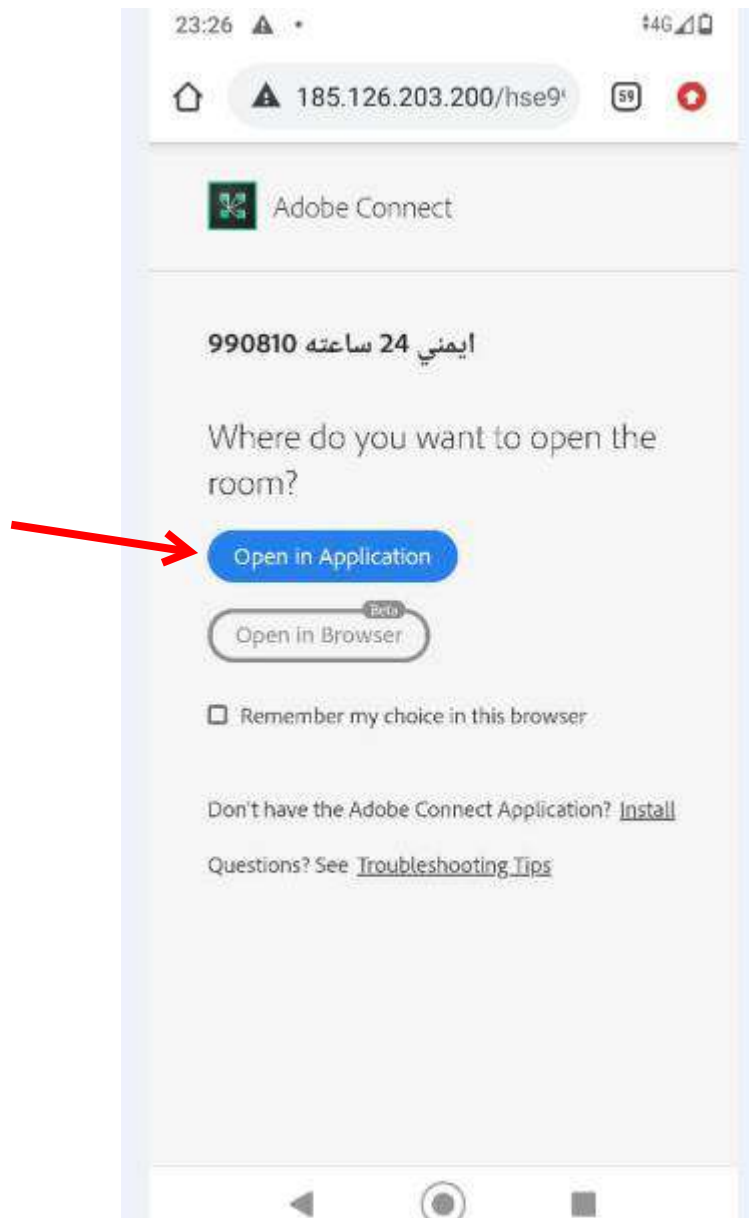 23:26
4G
185.126.203.200/hse9
59
Adobe Connect
ايمني 24 ساعته 990810
Where do you want to open the
room?
Open in Application
Beta
Open in Browser
Remember my choice in this browser
Don't have the Adobe Connect Application? Install
Questions? See Troubleshooting Tips